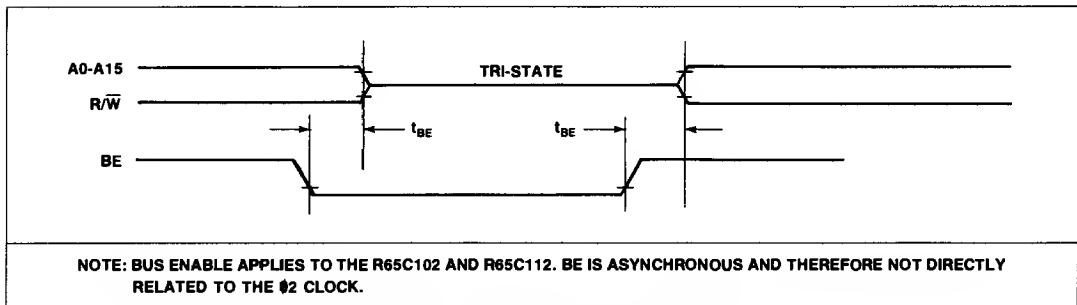 A0-A15
TRI-STATE
R/W̅
tBE
tBE
BE
NOTE: BUS ENABLE APPLIES TO THE R65C102 AND R65C112. BE IS ASYNCHRONOUS AND THEREFORE NOT DIRECTLY
RELATED TO THE φ2 CLOCK.